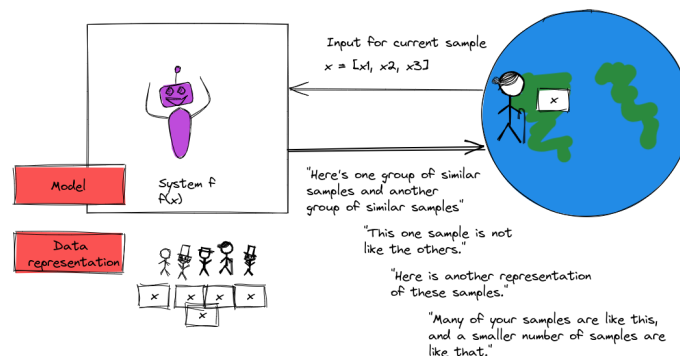 Input for current sample
x = [x1, x2, x3]
x
Model
System f
f(x)
"Here's one group of similar
samples and another
group of similar samples"
Data
representation
"This one sample is not
like the others."
"Here is another representation
of these samples."
x
x
x
x
x
"Many of your samples are like this,
and a smaller number of samples are
like that."